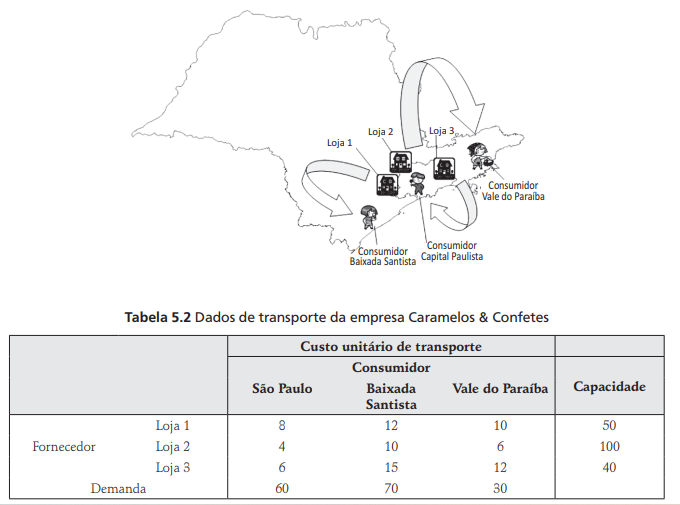 Loja 1
Loja 2
Loja 3
Consumidor
Vale do Paraíba
Consumidor
Capital Paulista
Consumidor
Baixada Santista
Tabela 5.2 Dados de transporte da empresa Caramelos & Confetes
Custo unitário de transporte
Consumidor
São Paulo Baixada Santista Vale do Paraíba Capacidade
Fornecedor
Loja 1 8 12 10 50
Loja 2 4 10 6 100
Loja 3 6 15 12 40
Demanda 60 70 30